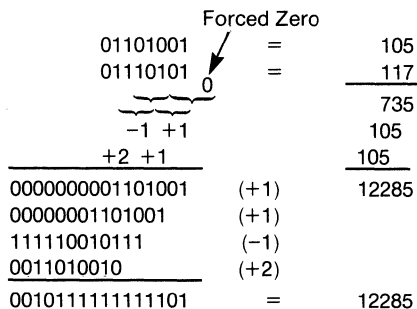 Forced Zero
01101001 = 105
01110101 = 117
0
735
-1 +1 105
+2 +1 105
0000000001101001 (+1) 12285
00000001101001 (+1)
111110010111 (-1)
0011010010 (+2)
0010111111111101 = 12285